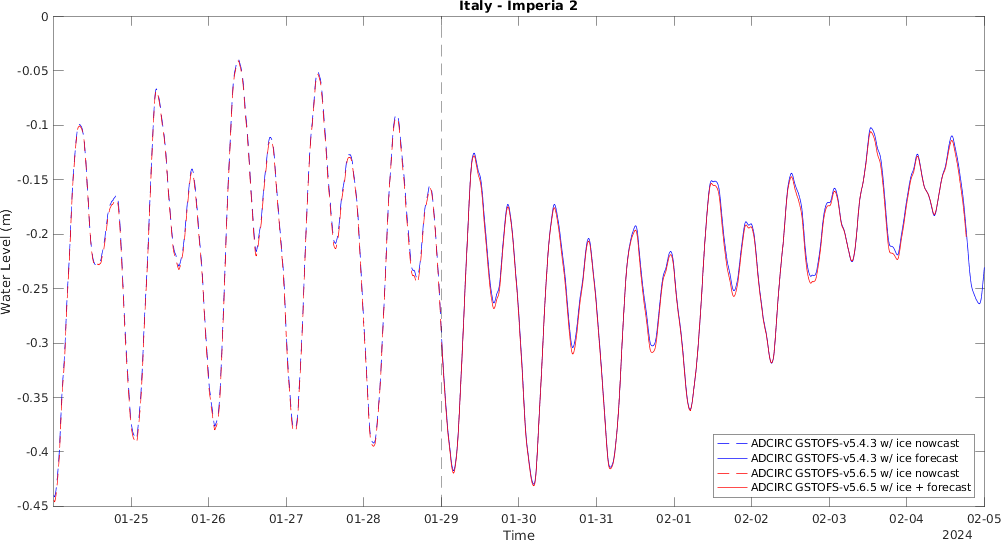 Italy - Imperia 2
0
-0.05
-0.1
-0.15
-0.2
-0.25
-0.3
-0.35
-0.4
-0.45
Water Level (m)
ADCIRC GSTOFS-v5.4.3 w/ ice nowcast
ADCIRC GSTOFS-v5.4.3 w/ ice forecast
ADCIRC GSTOFS-v5.6.5 w/ ice nowcast
ADCIRC GSTOFS-v5.6.5 w/ ice + forecast
01-25 01-26 01-27 01-28 01-29 01-30 01-31 02-01 02-02 02-03 02-04 02-05
Time
2024